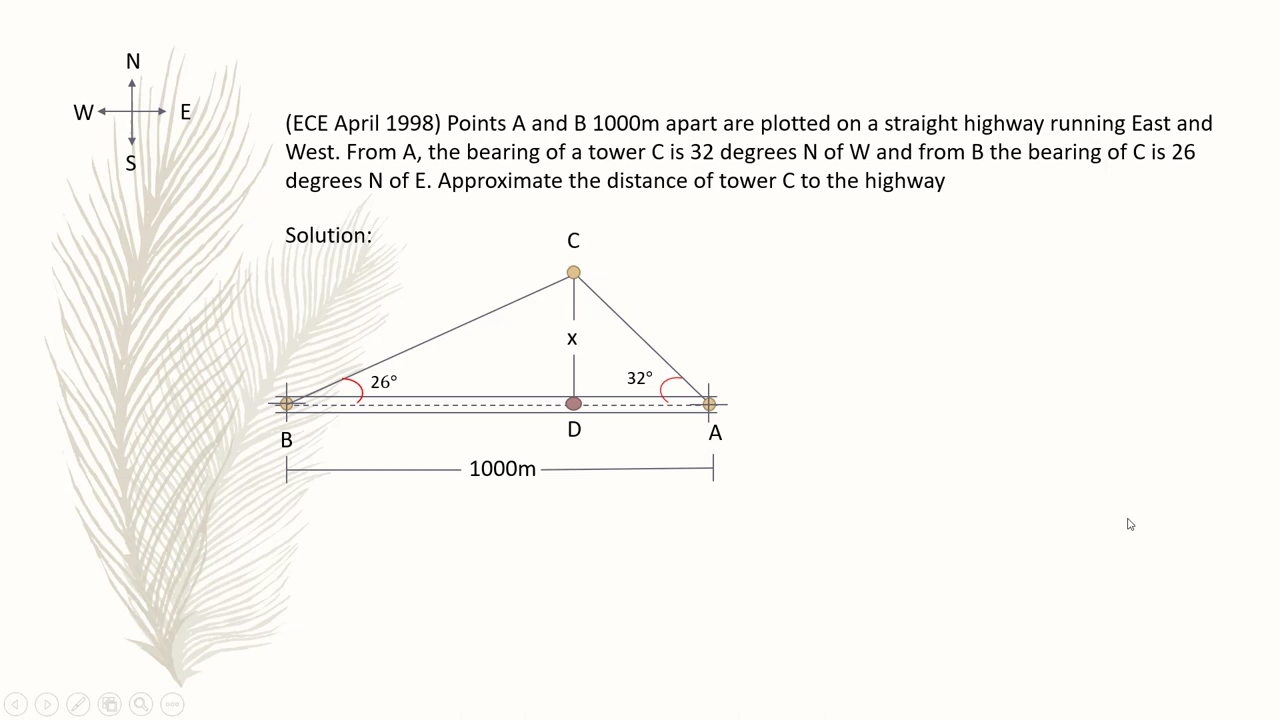 N
W E
S
(ECE April 1998) Points A and B 1000m apart are plotted on a straight highway running East and
West. From A, the bearing of a tower C is 32 degrees N of W and from B the bearing of C is 26
degrees N of E. Approximate the distance of tower C to the highway
Solution:
C
x
26° 32°
B D A
1000m